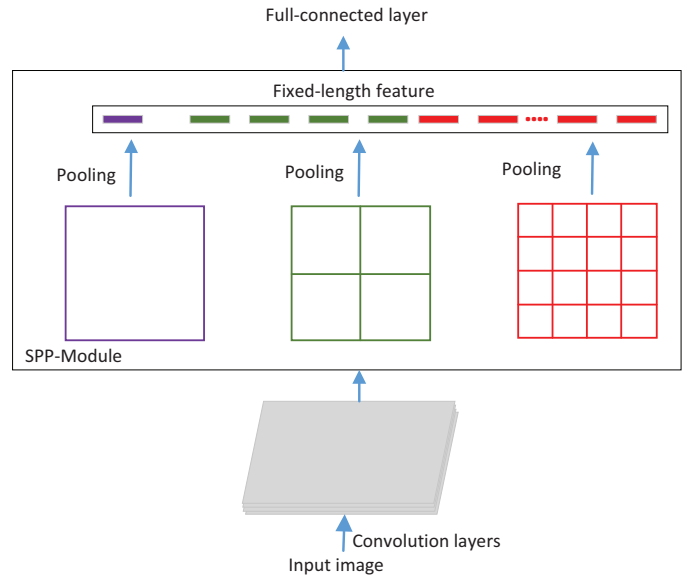 Full-connected layer
Fixed-length feature
Pooling
Pooling
Pooling
SPP-Module
Convolution layers
Input image